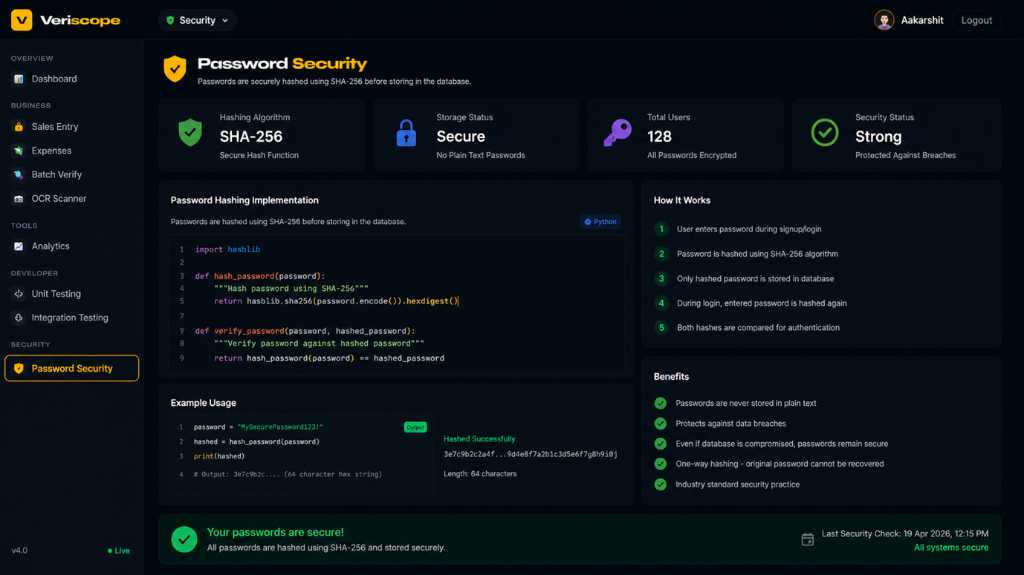 Veriscope
Security
Aakarshit
Logout
OVERVIEW
Dashboard
BUSINESS
Sales Entry
Expenses
Batch Verify
OCR Scanner
TOOLS
Analytics
DEVELOPER
Unit Testing
Integration Testing
SECURITY
Password Security
v4.0
Live
Password Security
Passwords are securely hashed using SHA-256 before storing in the database.
Hashing Algorithm
SHA-256
Secure Hash Function
Storage Status
Secure
No Plain Text Passwords
Total Users
128
All Passwords Encrypted
Security Status
Strong
Protected Against Breaches
Password Hashing Implementation
Passwords are hashed using SHA-256 before storing in the database.
Python
1 import hashlib
2
3 def hash_password(password):
4 """Hash password using SHA-256"""
5 return hasblib.sha256(password.encode()).hexdigest()
7
9 def verify_password(password, hashed_password):
8 """Verify password against hashed password"""
9 return hash_password(password) == hashed_password
Example Usage
1 password = "MySecurePassword123!"
2 hashed = hash_password(password)
3 print(hashed)
4 # Output: 3e7c9b2c.... (64 character hex string)
Output
Hashed Successfully
3e7c9b2c2a4f...9d4e8f7a2b1c3d5e6f7g8h9i0j
Length: 64 characters
How It Works
1 User enters password during signup/login
2 Password is hashed using SHA-256 algorithm
3 Only hashed password is stored in database
4 During login, entered password is hashed again
5 Both hashes are compared for authentication
Benefits
Passwords are never stored in plain text
Protects against data breaches
Even if database is compromised, passwords remain secure
One-way hashing - original password cannot be recovered
Industry standard security practice
Your passwords are secure!
All passwords are hashed using SHA-256 and stored securely.
Last Security Check: 19 Apr 2026, 12:15 PM
All systems secure